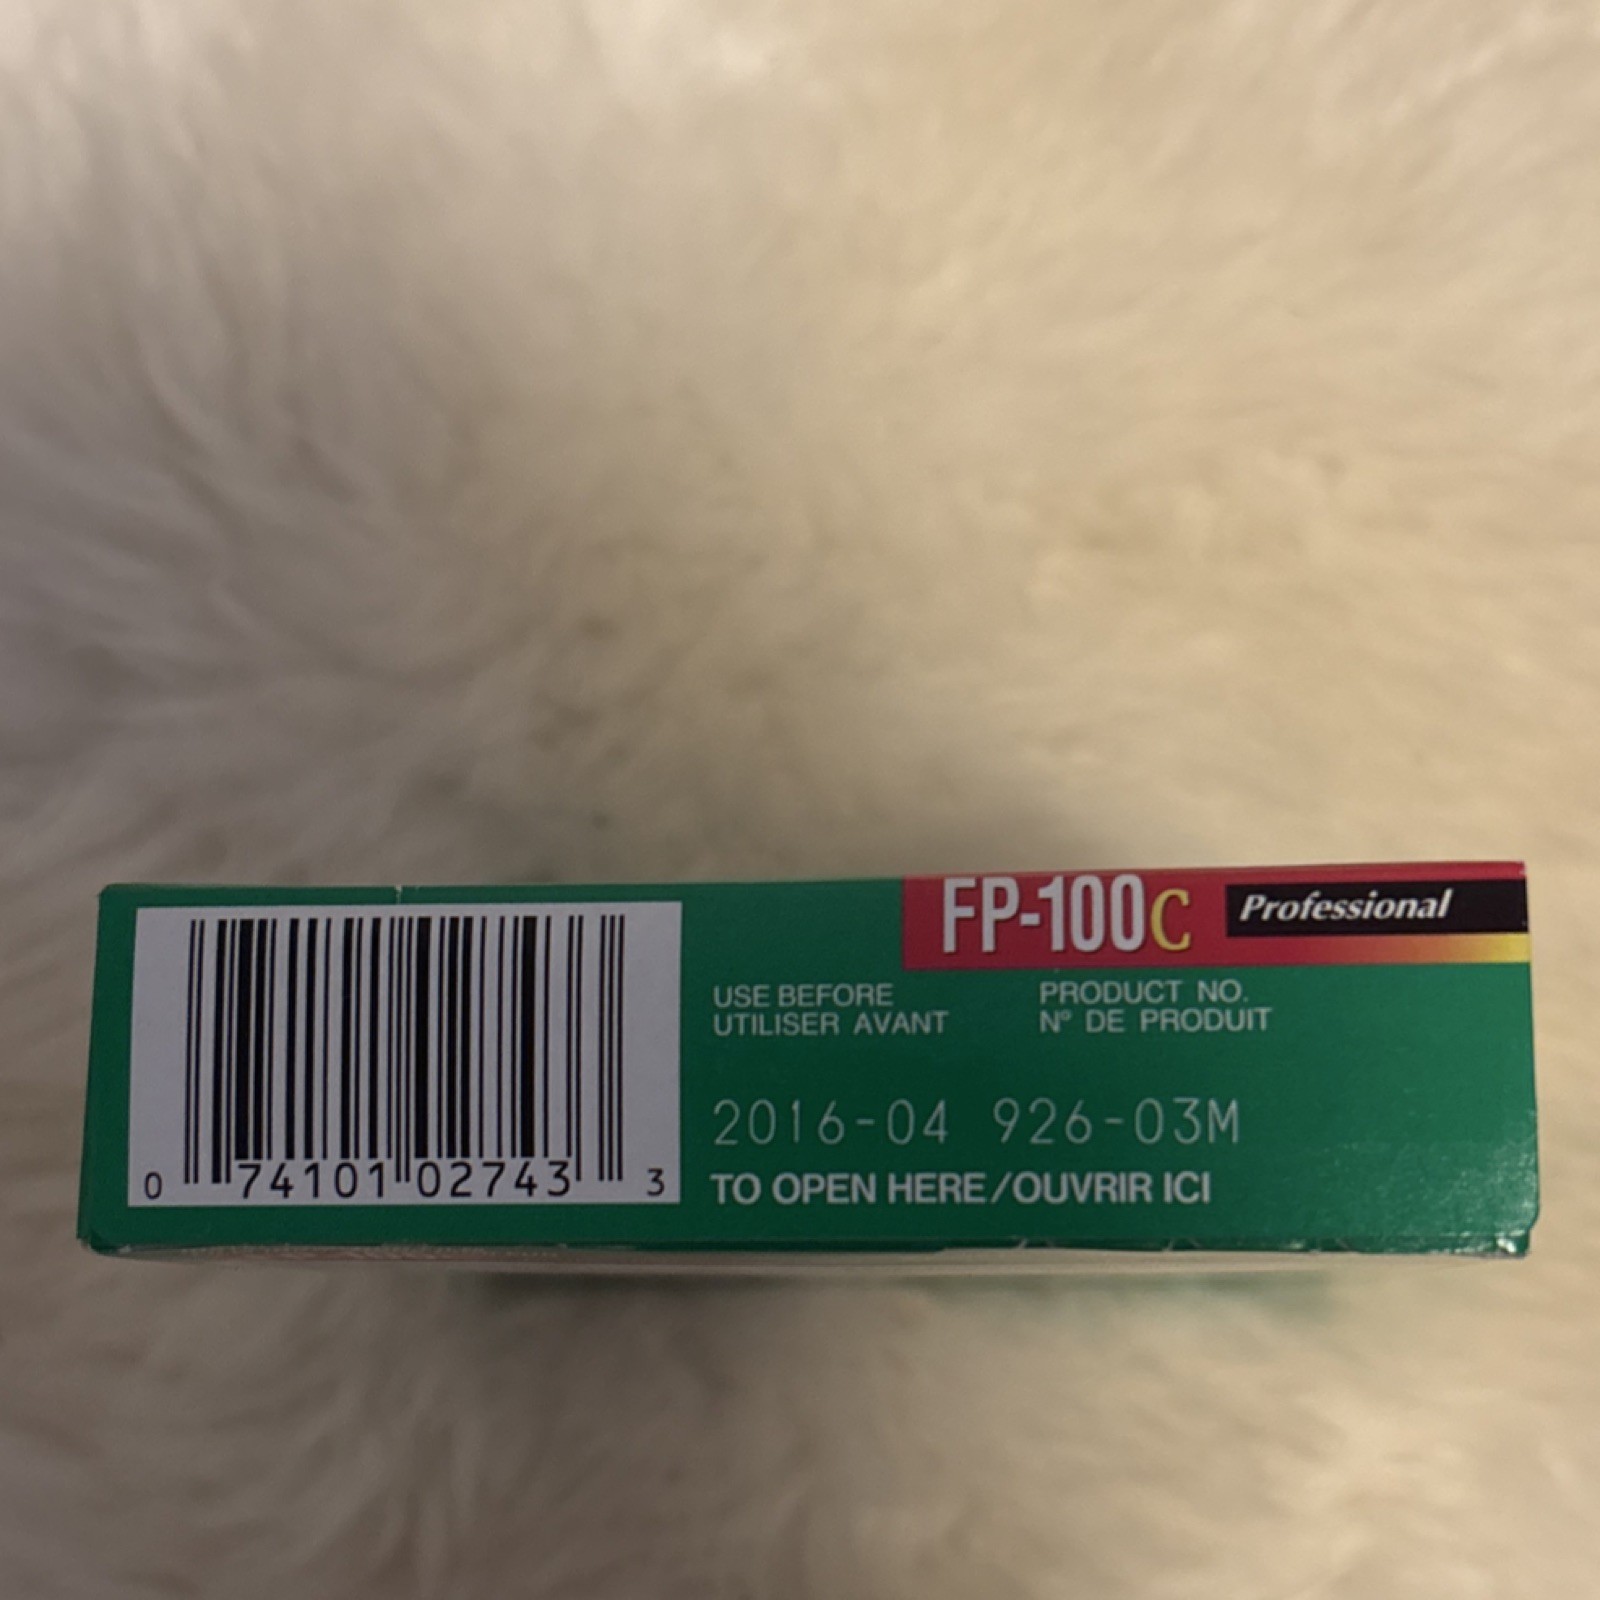 FP-100C Professional
USE BEFORE
UTILISER AVANT
PRODUCT NO.
Nº DE PRODUIT
2016-04 926-03M
TO OPEN HERE/OUVRIR ICI
0 74101 02743 3